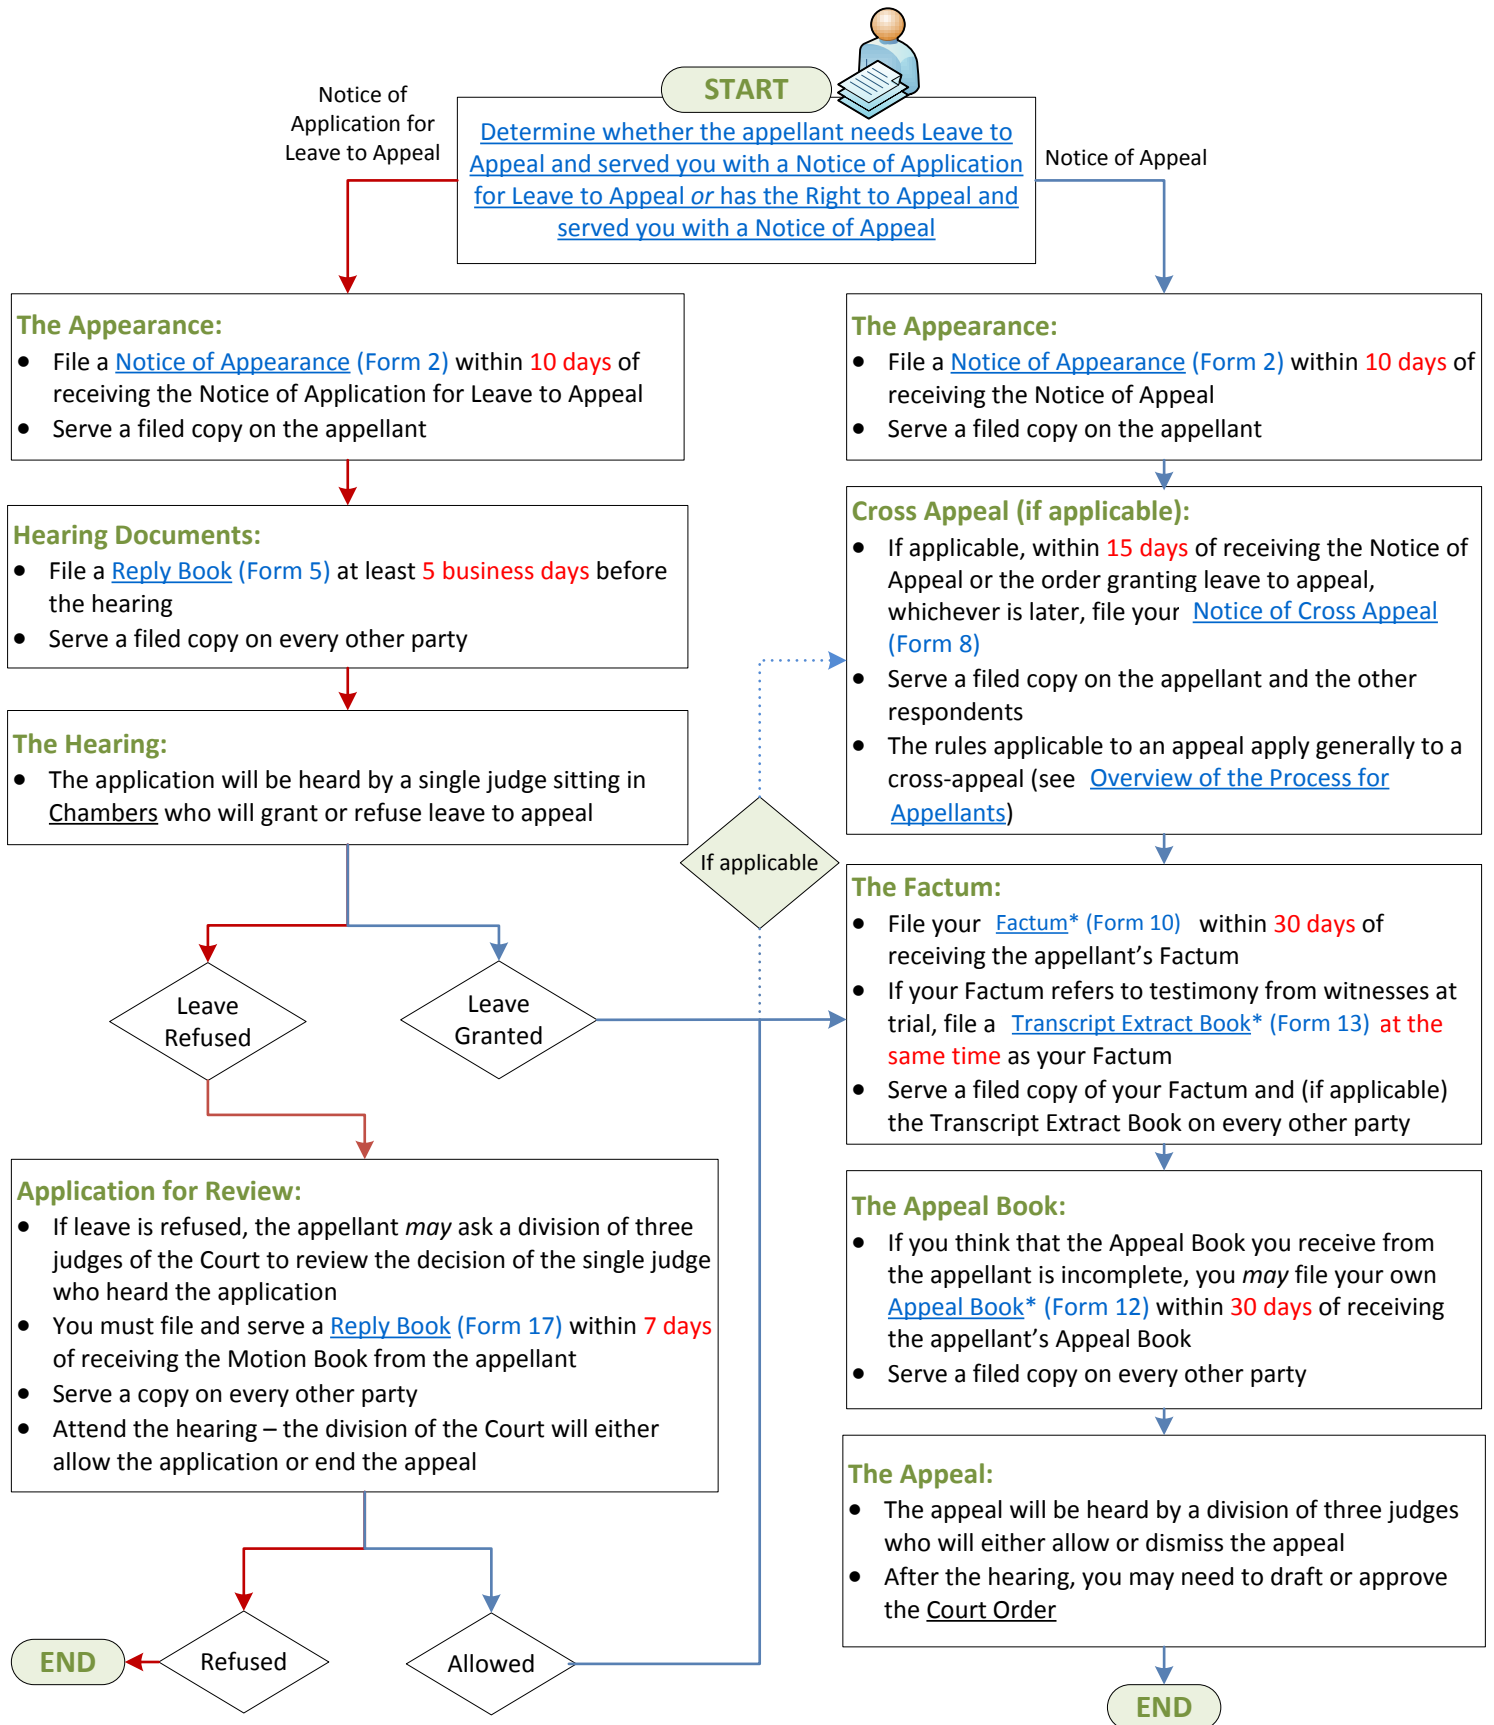 START
Notice of
Application for
Leave to Appeal
Determine whether the appellant needs Leave to
Appeal and served you with a Notice of Application
for Leave to Appeal or has the Right to Appeal and
served you with a Notice of Appeal
Notice of Appeal
The Appearance:
• File a Notice of Appearance (Form 2) within 10 days of
receiving the Notice of Application for Leave to Appeal
• Serve a filed copy on the appellant
Hearing Documents:
• File a Reply Book (Form 5) at least 5 business days before
the hearing
• Serve a filed copy on every other party
The Hearing:
• The application will be heard by a single judge sitting in
Chambers who will grant or refuse leave to appeal
Leave
Refused
Leave
Granted
Application for Review:
• If leave is refused, the appellant may ask a division of three
judges of the Court to review the decision of the single judge
who heard the application
• You must file and serve a Reply Book (Form 17) within 7 days
of receiving the Motion Book from the appellant
• Serve a copy on every other party
• Attend the hearing – the division of the Court will either
allow the application or end the appeal
END
Refused
Allowed
If applicable
The Appearance:
• File a Notice of Appearance (Form 2) within 10 days of
receiving the Notice of Appeal
• Serve a filed copy on the appellant
Cross Appeal (if applicable):
• If applicable, within 15 days of receiving the Notice of
Appeal or the order granting leave to appeal,
whichever is later, file your Notice of Cross Appeal
(Form 8)
• Serve a filed copy on the appellant and the other
respondents
• The rules applicable to an appeal apply generally to a
cross-appeal (see Overview of the Process for
Appellants)
The Factum:
• File your Factum* (Form 10) within 30 days of
receiving the appellant’s Factum
• If your Factum refers to testimony from witnesses at
trial, file a Transcript Extract Book* (Form 13) at the
same time as your Factum
• Serve a filed copy of your Factum and (if applicable)
the Transcript Extract Book on every other party
The Appeal Book:
• If you think that the Appeal Book you receive from
the appellant is incomplete, you may file your own
Appeal Book* (Form 12) within 30 days of receiving
the appellant’s Appeal Book
• Serve a filed copy on every other party
The Appeal:
• The appeal will be heard by a division of three judges
who will either allow or dismiss the appeal
• After the hearing, you may need to draft or approve
the Court Order
END